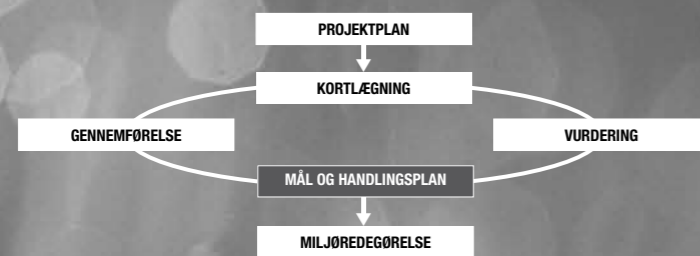 PROJEKTPLAN
KORTLÆGNING
GENNEMFØRELSE
VURDERING
MÅL OG HANDLINGSPLAN
MILJØREDEGØRELSE